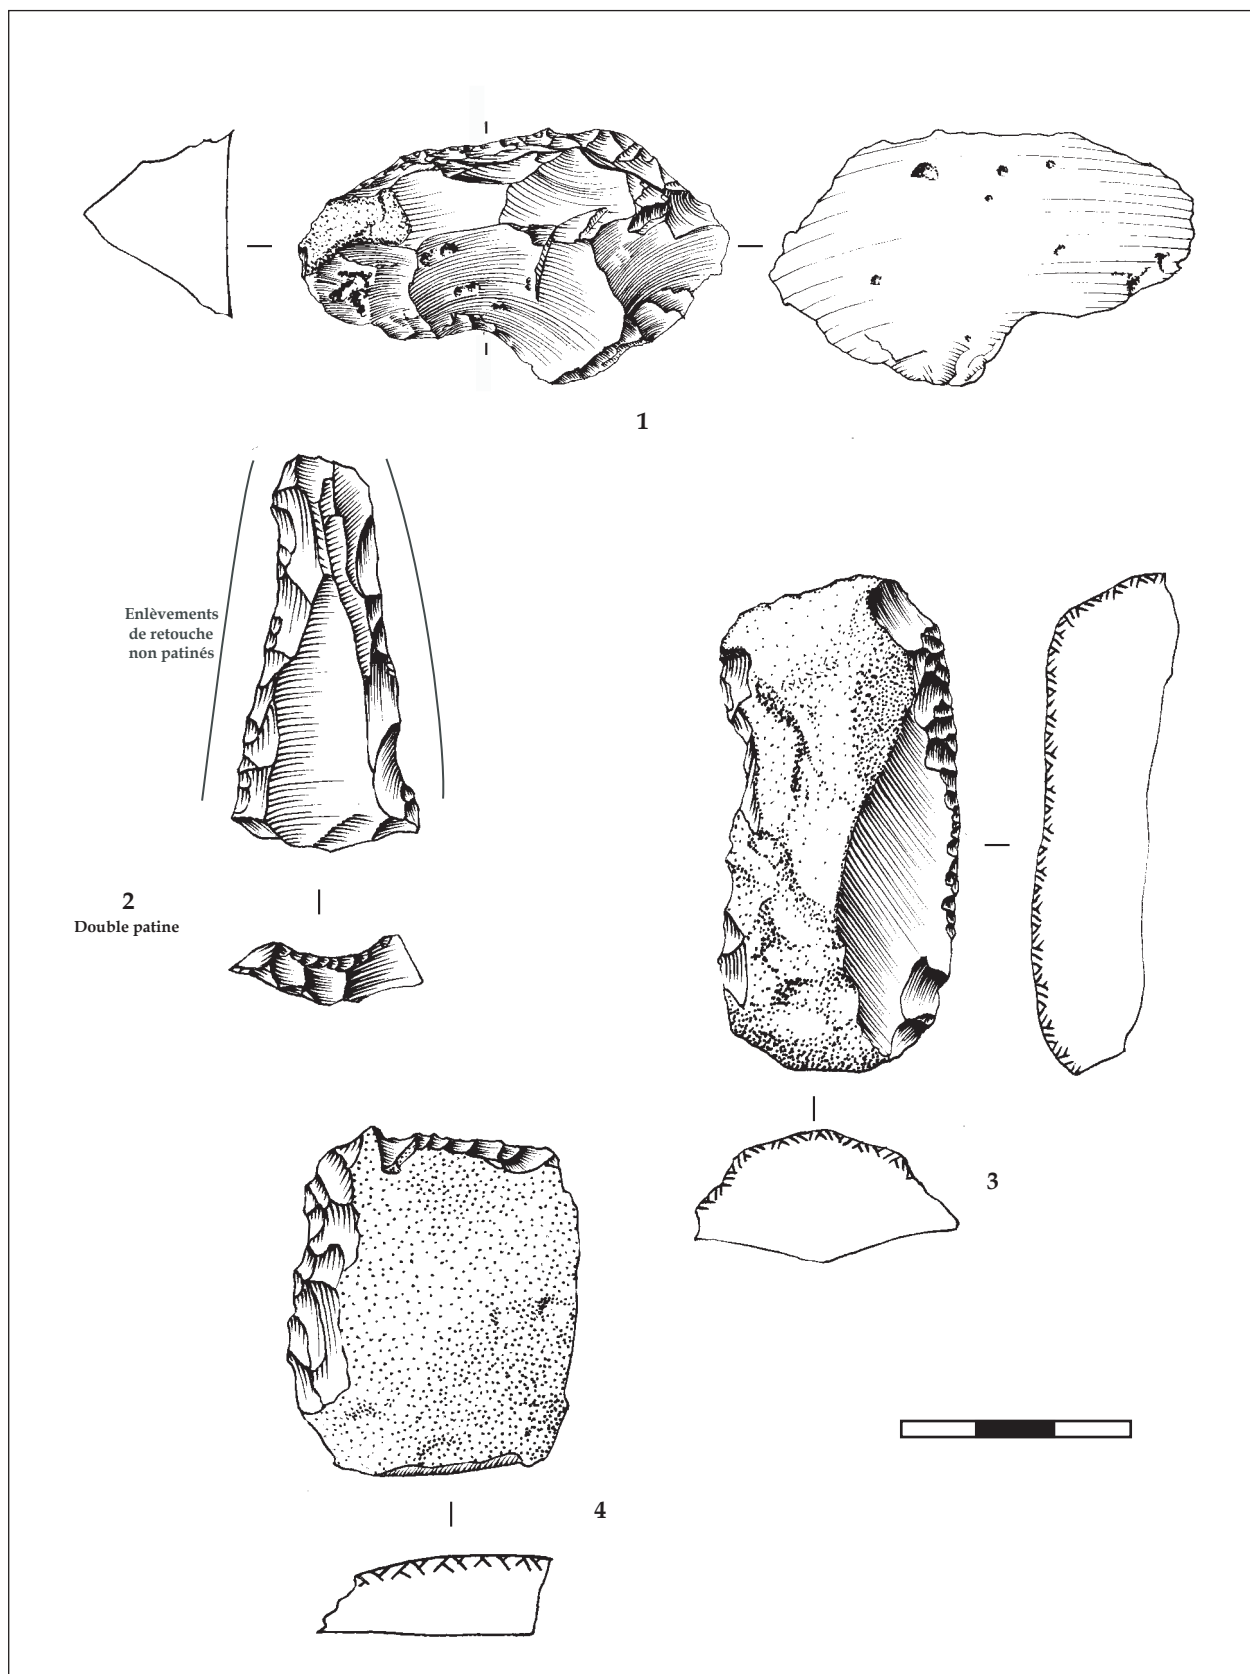 1
Enlèvements
de retouche
non patinés
2
Double patine
3
4